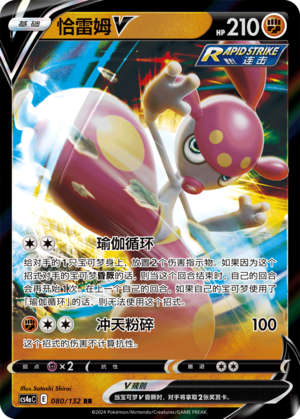 基础 恰雷姆V HP 210
RAPID STRIKE
连击
瑜伽循环
给对手的1只宝可梦身上，放置2个伤害指示物。如果因为这个
招式对手的宝可梦昏厥的话，则当这个回合结束时，自己的回合
会再开始1次。在上一个自己的回合，如果自己的宝可梦使用了
「瑜伽循环」的话，则无法使用这个招式。
冲天粉碎 100
这个招式的伤害不计算抗性。
弱点 ×2 抗性 撤退
Illus. Satoshi Shirai
CS4aC E 080/132 RR
V规则
当宝可梦V昏厥时，对手将拿取2张奖赏卡。
©2024 Pokémon/Nintendo/Creatures/GAME FREAK.